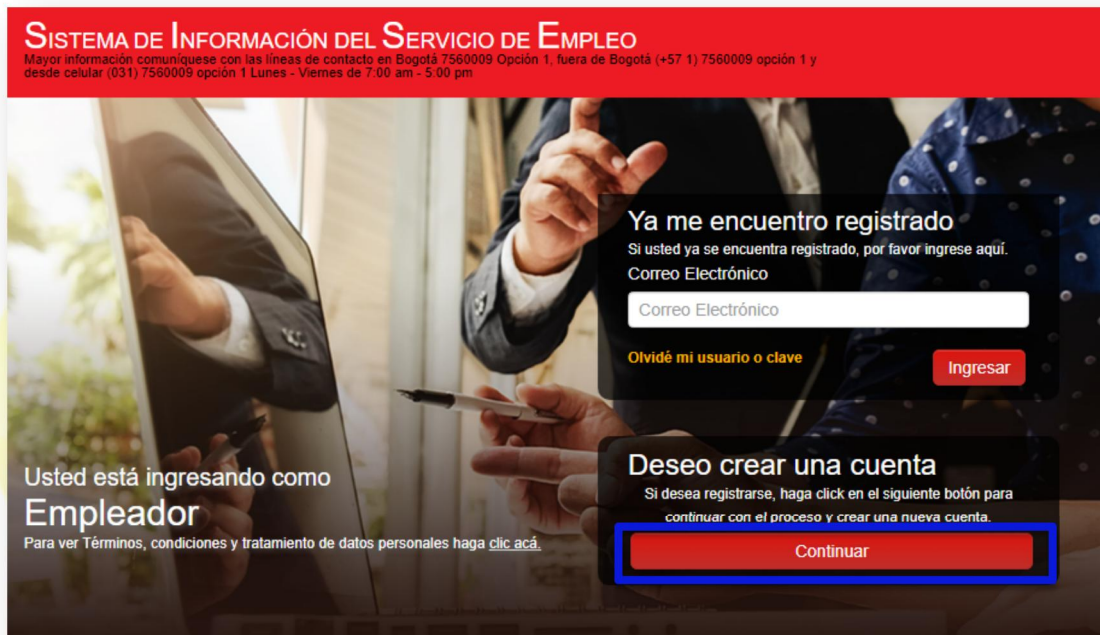 SISTEMA DE INFORMACIÓN DEL SERVICIO DE EMPLEO
Mayor información comuníquese con las líneas de contacto en Bogotá 7560009 Opción 1, fuera de Bogotá (+57 1) 7560009 opción 1 y
desde celular (031) 7560009 opción 1 Lunes - Viernes de 7:00 am - 5:00 pm
Ya me encuentro registrado
Si usted ya se encuentra registrado, por favor ingrese aquí.
Correo Electrónico
Correo Electrónico
Olvidé mi usuario o clave
Ingresar
Usted está ingresando como
Empleador
Para ver Términos, condiciones y tratamiento de datos personales haga clic acá.
Deseo crear una cuenta
Si desea registrarse, haga click en el siguiente botón para
continuar con el proceso y crear una nueva cuenta.
Continuar